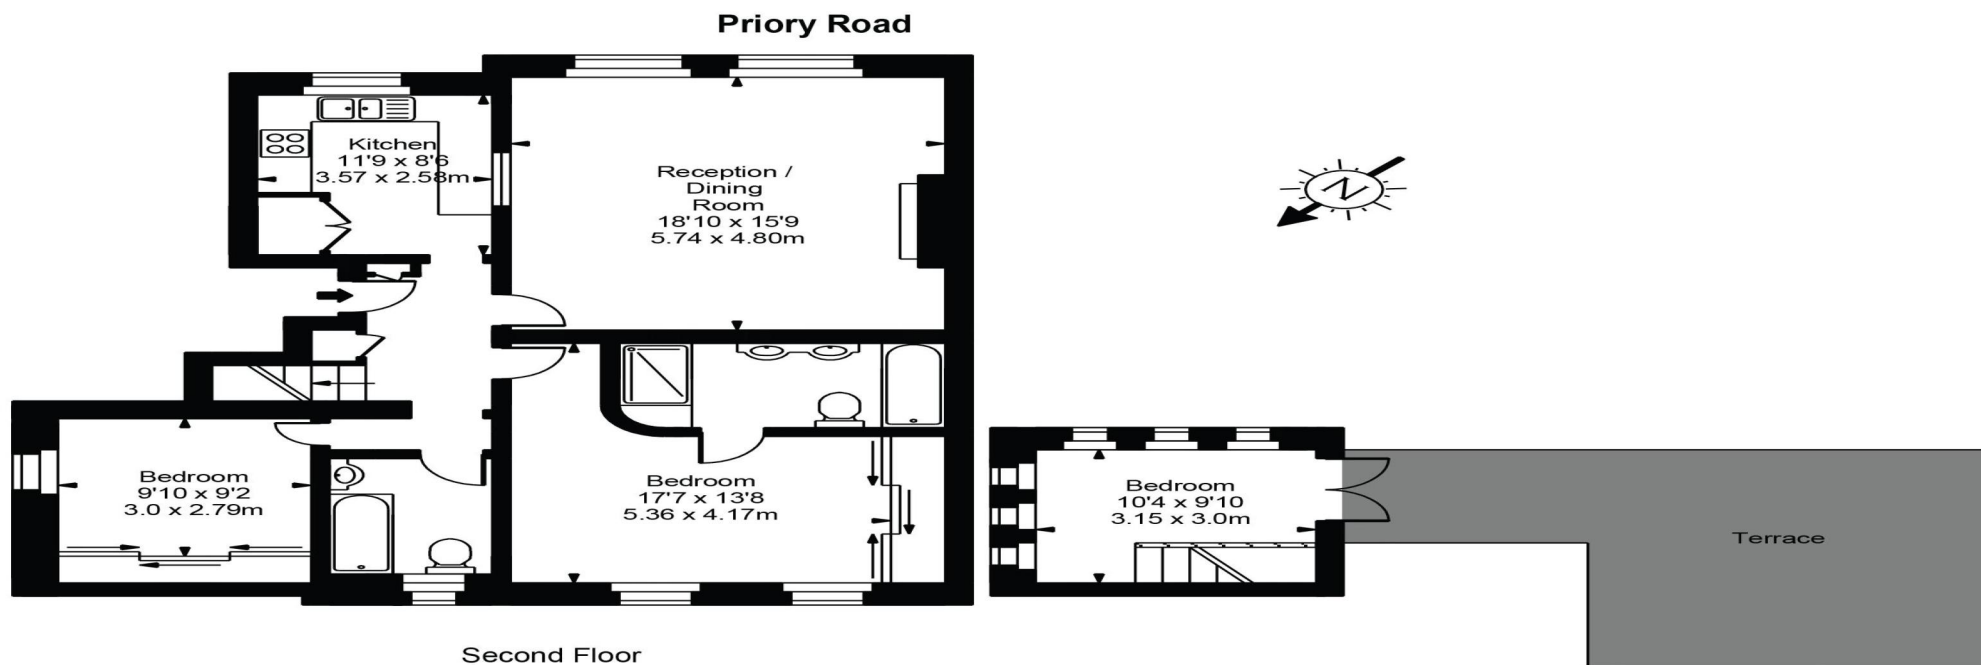 Priory Road
Kitchen
11'9 x 8'6
3.57 x 2.58m
Reception /
Dining
Room
18'10 x 15'9
5.74 x 4.80m
N
Bedroom
9'10 x 9'2
3.0 x 2.79m
Bedroom
17'7 x 13'8
5.36 x 4.17m
Bedroom
10'4 x 9'10
3.15 x 3.0m
Terrace
Second Floor